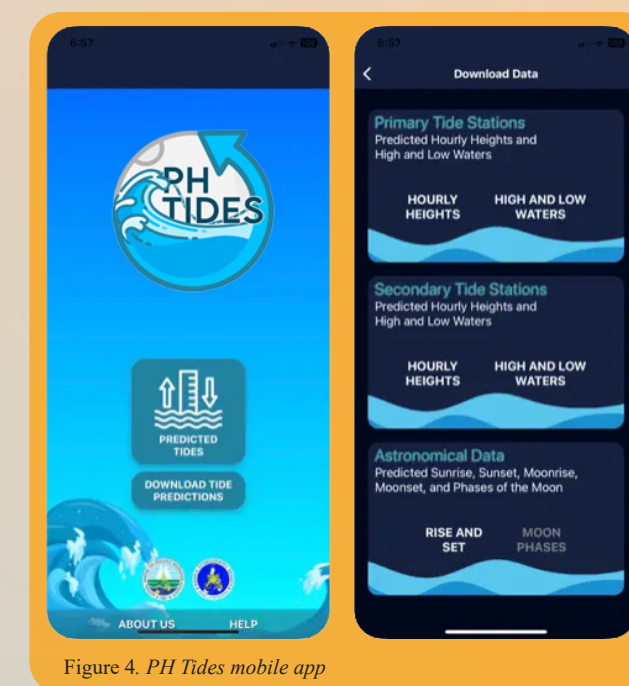 6:57
PH
TIDES
PREDICTED
TIDES
DOWNLOAD TIDE
PREDICTIONS
ABOUT US HELP
6:57
Download Data
Primary Tide Stations
Predicted Hourly Heights and
High and Low Waters
HOURLY
HEIGHTS
HIGH AND LOW
WATERS
Secondary Tide Stations
Predicted Hourly Heights and
High and Low Waters
HOURLY
HEIGHTS
HIGH AND LOW
WATERS
Astronomical Data
Predicted Sunrise, Sunset, Moonrise,
Moonset, and Phases of the Moon
RISE AND
SET
MOON
PHASES
Figure 4. PH Tides mobile app